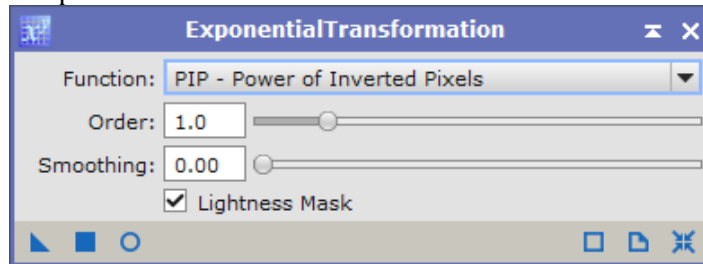 ExponentialTransformation
Function: PIP - Power of Inverted Pixels
Order: 1.0
Smoothing: 0.00
Lightness Mask